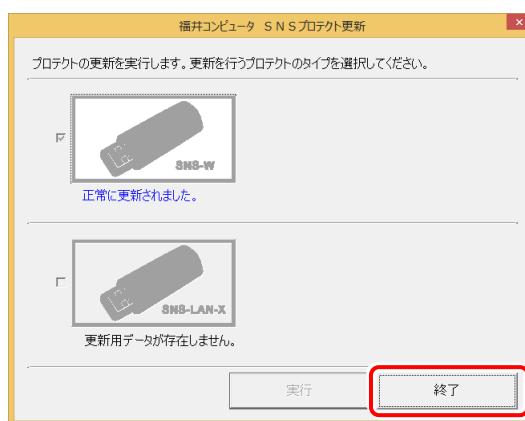 福井コンピュータ ＳＮＳプロテクト更新
プロテクトの更新を実行します。更新を行うプロテクトのタイプを選択してください。
SNS-W
正常に更新されました。
SNS-LAN-X
更新用データが存在しません。
実行
終了